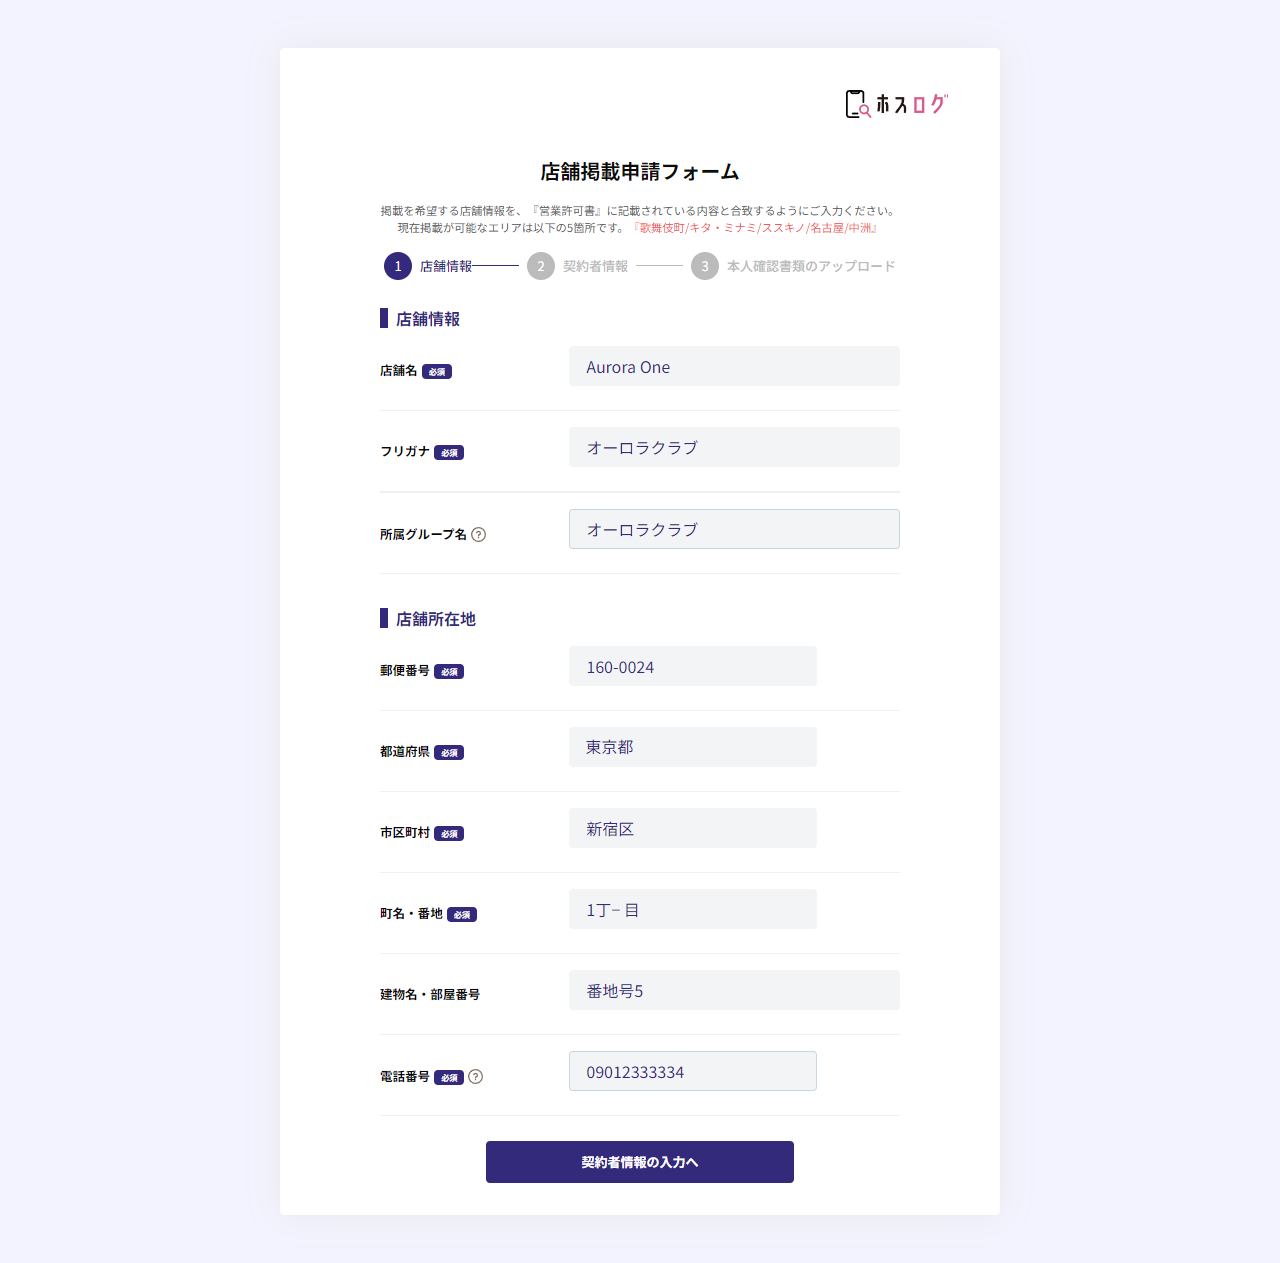 ホスログ
店舗掲載申請フォーム
掲載を希望する店舗情報を、『営業許可書』に記載されている内容と合致するようにご入力ください。
現在掲載が可能なエリアは以下の5箇所です。『歌舞伎町/キタ・ミナミ/ススキノ/名古屋/中洲』
1 店舗情報 2 契約者情報 3 本人確認書類のアップロード
店舗情報
店舗名 必須 Aurora One
フリガナ 必須 オーロラクラブ
所属グループ名 ? オーロラクラブ
店舗所在地
郵便番号 必須 160-0024
都道府県 必須 東京都
市区町村 必須 新宿区
町名・番地 必須 1丁− 目
建物名・部屋番号 番地号5
電話番号 必須 ? 09012333334
契約者情報の入力へ